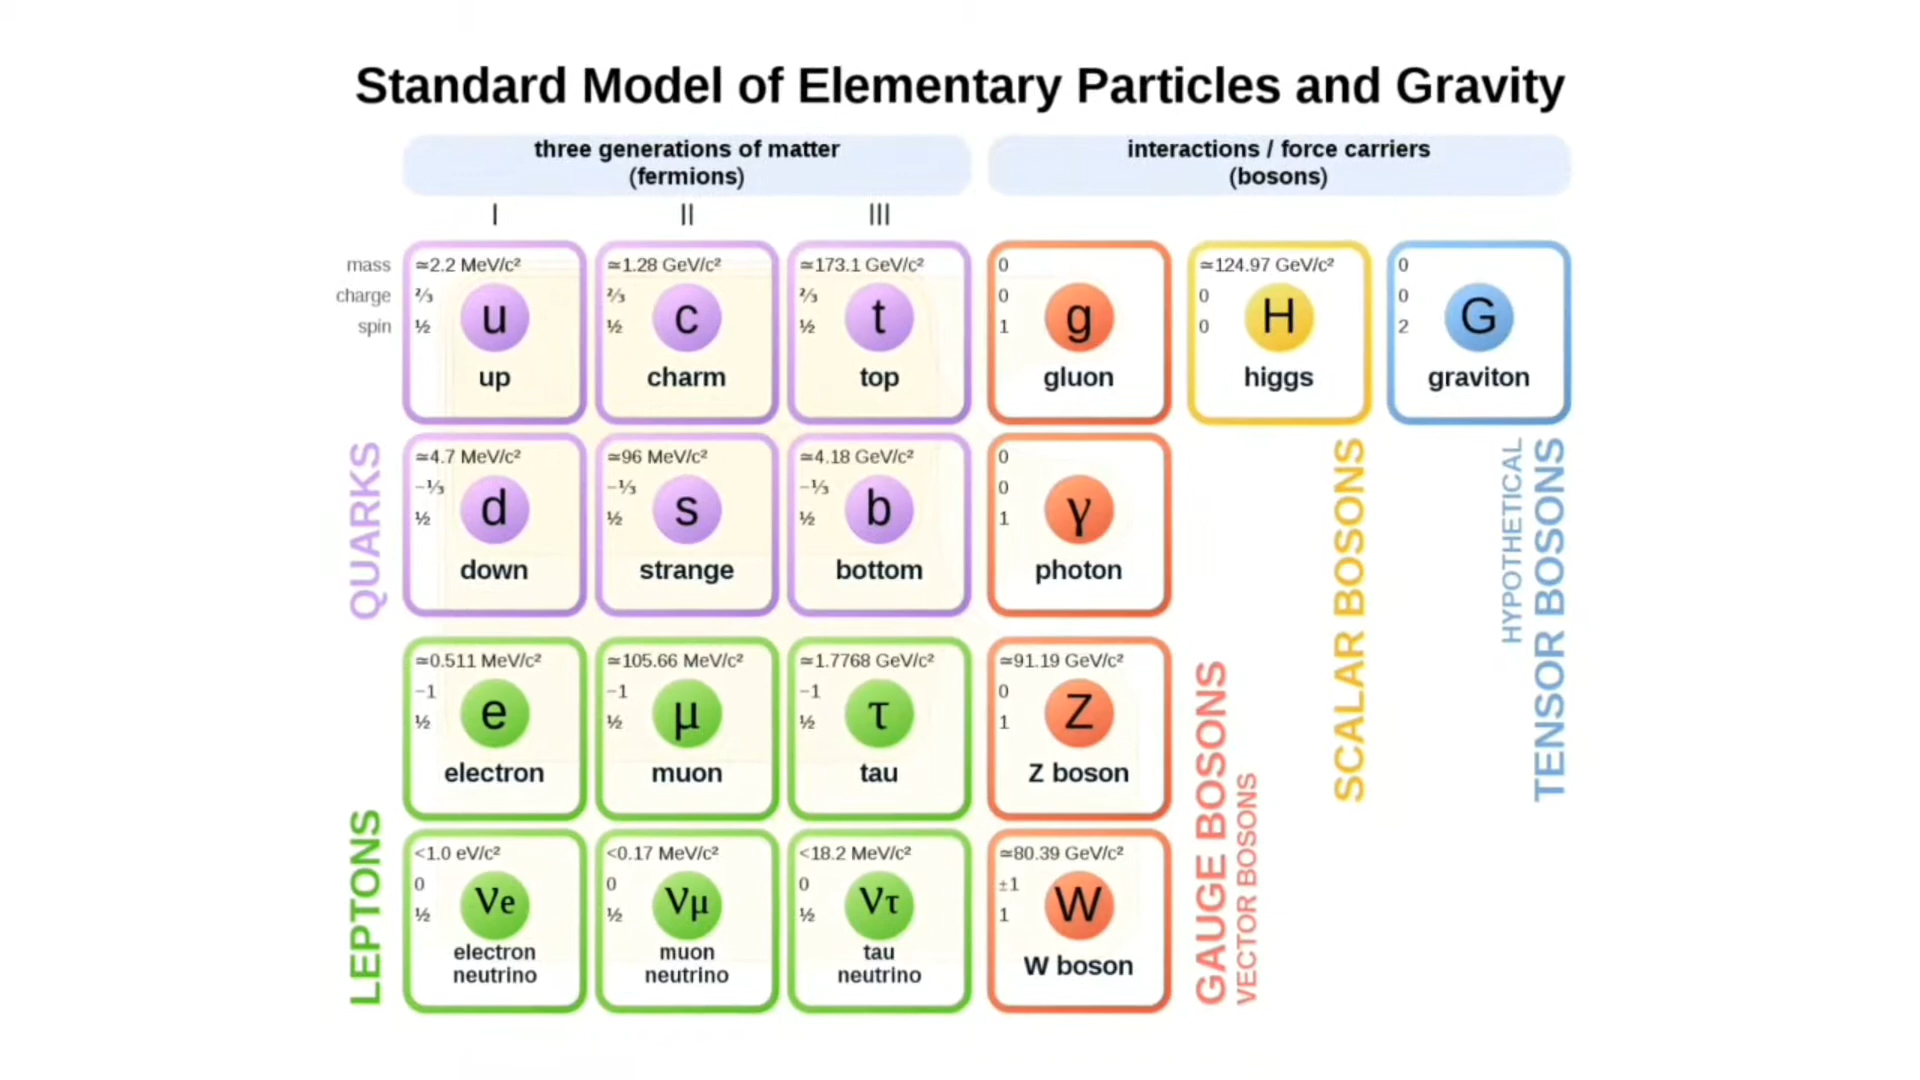 Standard Model of Elementary Particles and Gravity
three generations of matter
(fermions)
interactions / force carriers
(bosons)
I
II
III
mass
charge
spin
≃2.2 MeV/c²
⅔
½
u
up
≃1.28 GeV/c²
⅔
½
c
charm
≃173.1 GeV/c²
⅔
½
t
top
0
0
1
g
gluon
≃124.97 GeV/c²
0
0
H
higgs
0
0
2
G
graviton
QUARKS
≃4.7 MeV/c²
−⅓
½
d
down
≃96 MeV/c²
−⅓
½
s
strange
≃4.18 GeV/c²
−⅓
½
b
bottom
0
0
1
γ
photon
SCALAR BOSONS
HYPOTHETICAL
TENSOR BOSONS
LEPTONS
≃0.511 MeV/c²
−1
½
e
electron
≃105.66 MeV/c²
−1
½
μ
muon
≃1.7768 GeV/c²
−1
½
τ
tau
≃91.19 GeV/c²
0
1
Z
Z boson
GAUGE BOSONS
VECTOR BOSONS
<1.0 eV/c²
0
½
νe
electron
neutrino
<0.17 MeV/c²
0
½
νμ
muon
neutrino
<18.2 MeV/c²
0
½
ντ
tau
neutrino
≃80.39 GeV/c²
±1
1
W
W boson